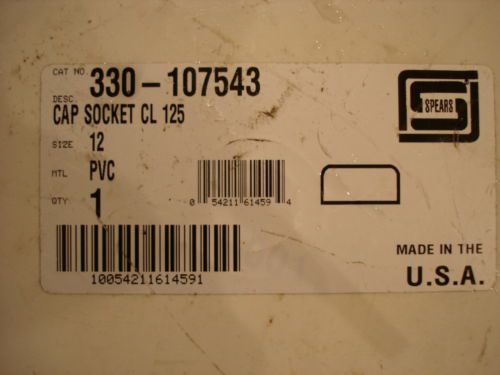 CAT NO 330-107543
DESC. CAP SOCKET CL 125
SPEARS
SIZE 12
MTL PVC
QTY 1
0 54211 61459 4
10054211614591
MADE IN THE
U.S.A.